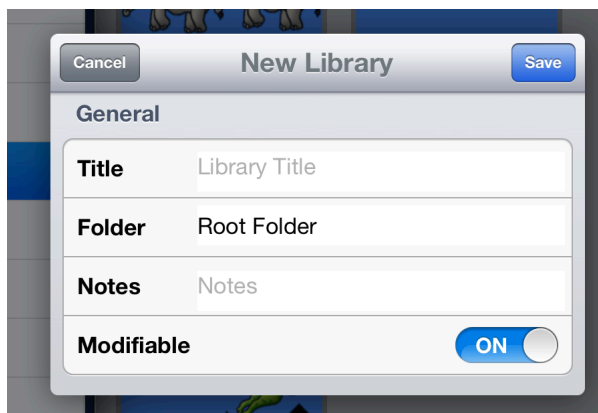 Cancel New Library Save
General
Title Library Title
Folder Root Folder
Notes Notes
Modifiable ON